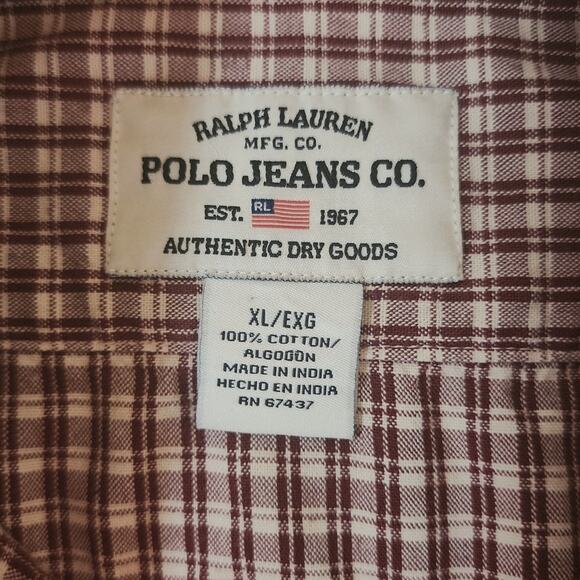 RALPH LAUREN
MFG. CO.
POLO JEANS CO.
EST. RL 1967
AUTHENTIC DRY GOODS
XL/EXG
100% COTTON/
ALGODÓN
MADE IN INDIA
HECHO EN INDIA
RN 67437